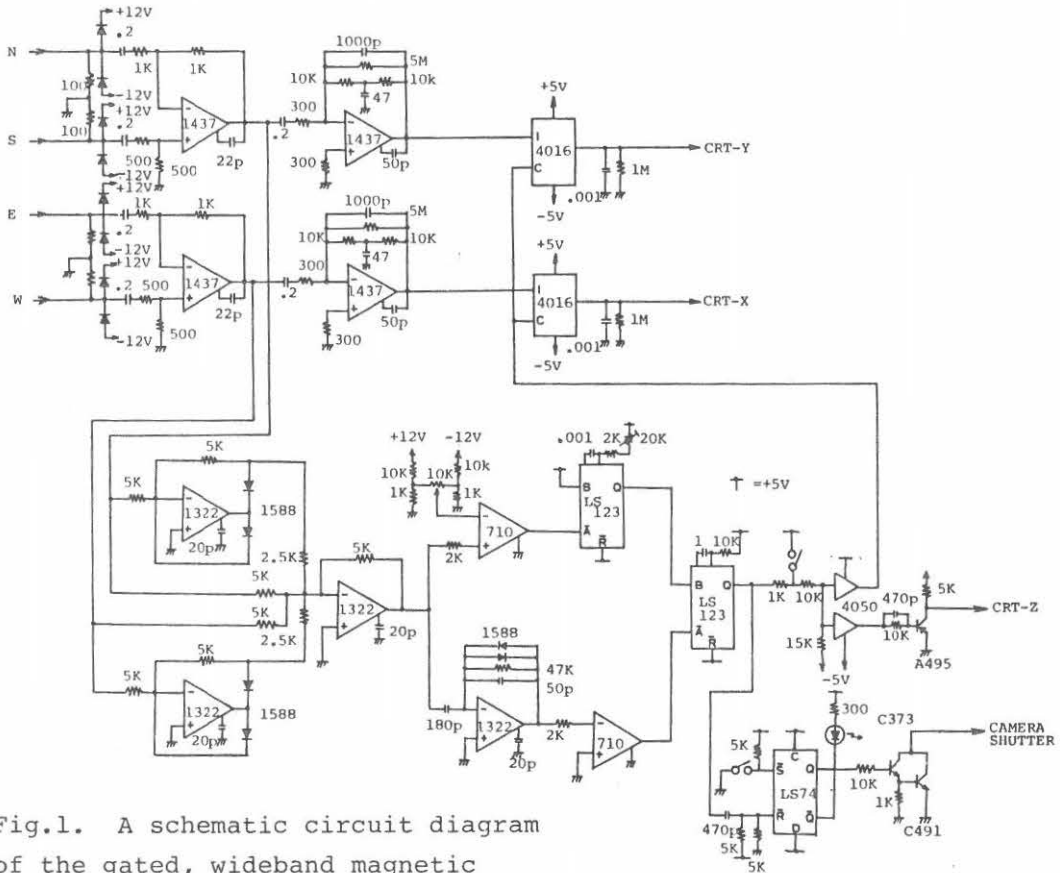 +12V +12V
.2 1000p
N 5M
1K 1K 10K 10k +5V
100 -12V 300 47
+12V 1437 1437 I
100 .2 .2 4016 CRT-Y
S 50p C
500 500 22p 300 1M
-12V .001
+12V 1000p -5V
1K 1K 5M
E 10K 10K +5V
.2
-12V 300 47
+12V 1437 1437 I
.2 500 .2 4016 CRT-X
W 50p C
22p 1M
500 300 .001
-12V -5V
5K +12V -12V .001 2K 20K
5K 10K 10K 10k
1K 1K B Q =+5V
1322 1588 LS
20p 710 123 1 10K
2.5K 2K A R
5K 5K B Q
1322 LS 1K 10K 4050 470p 5K
5K 20p 123 CRT-Z
2.5K 1588 A R 10K
5K 47K 15K A495
5K 50p -5V
1322 1588 180p 1322 2K 300
20p 20p 710 C373
CAMERA
SHUTTER
5K C
S Q 10K
LS74 1K
470p R Q C491
5K 5K D
Fig.1. A schematic circuit diagram
of the gated, wideband magnetic